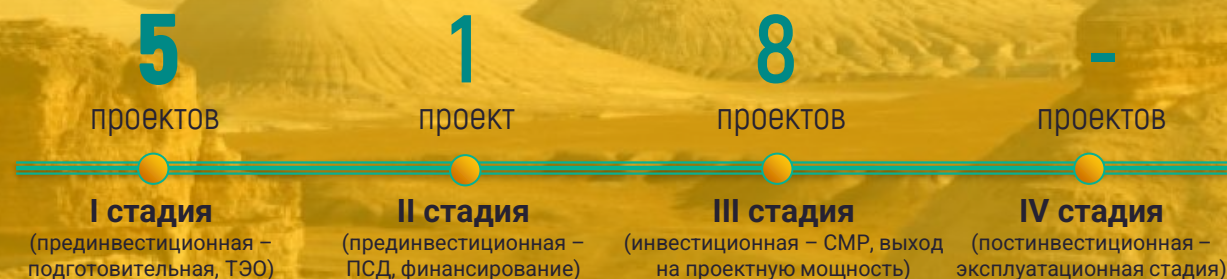 5
проектов
I стадия
(прединвестиционная –
подготовительная, ТЭО)
1
проект
II стадия
(прединвестиционная –
ПСД, финансирование)
8
проектов
III стадия
(инвестиционная – СМР, выход
на проектную мощность)
-
проектов
IV стадия
(постинвестиционная –
эксплуатационная стадия)